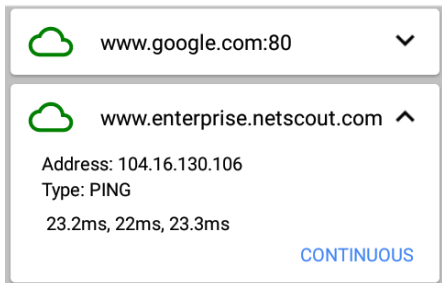 www.google.com:80
www.enterprise.netscout.com
Address: 104.16.130.106
Type: PING
23.2ms, 22ms, 23.3ms
CONTINUOUS